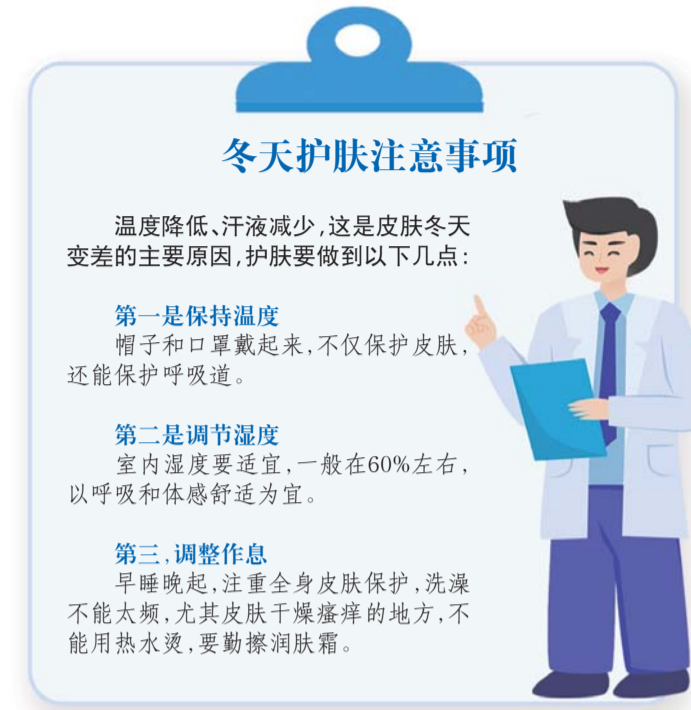 冬天护肤注意事项
温度降低、汗液减少,这是皮肤冬天
变差的主要原因,护肤要做到以下几点:
第一是保持温度
帽子和口罩戴起来,不仅保护皮肤,
还能保护呼吸道。
第二是调节湿度
室内湿度要适宜,一般在60%左右,
以呼吸和体感舒适为宜。
第三,调整作息
早睡晚起,注重全身皮肤保护,洗澡
不能太频,尤其皮肤干燥瘙痒的地方,不
能用热水烫,要勤擦润肤霜。